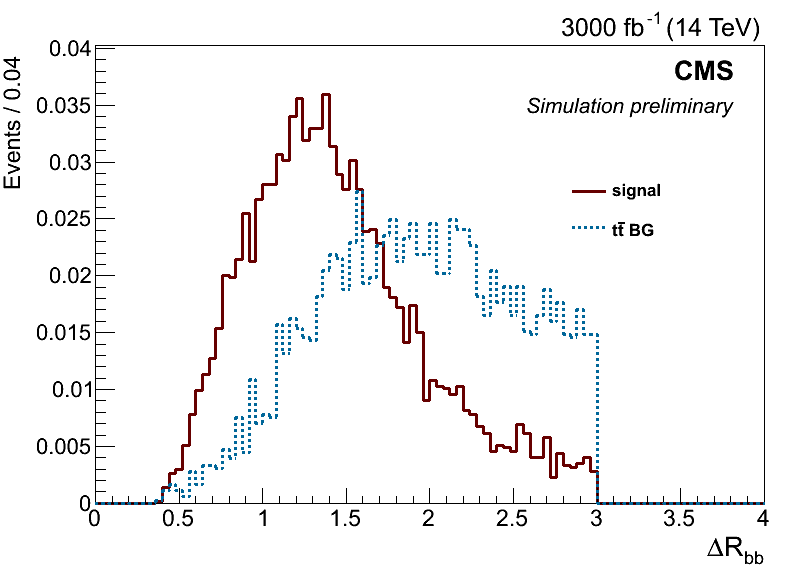 3000 fb⁻¹ (14 TeV)
CMS
Simulation preliminary
Events / 0.04
0.04
0.035
0.03
0.025
0.02
0.015
0.01
0.005
0
signal
tt̄ BG
0 0.5 1 1.5 2 2.5 3 3.5 4
ΔR_bb